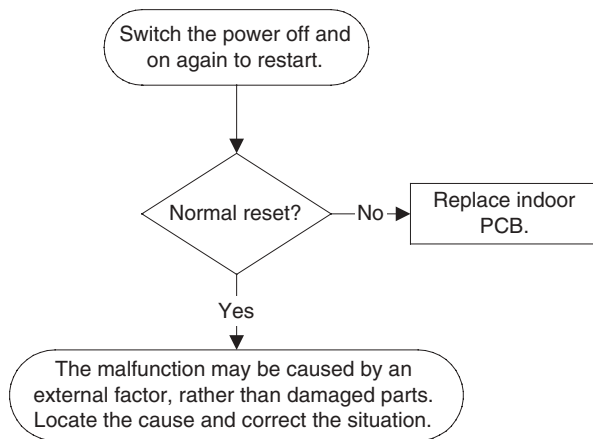 Switch the power off and
on again to restart.
Normal reset?
No
Replace indoor
PCB.
Yes
The malfunction may be caused by an
external factor, rather than damaged parts.
Locate the cause and correct the situation.